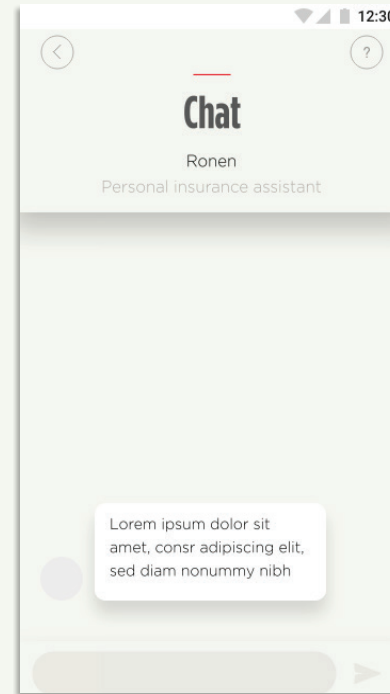 12:30
?
Chat
Ronen
Personal insurance assistant
Lorem ipsum dolor sit
amet, consr adipiscing elit,
sed diam nonummy nibh